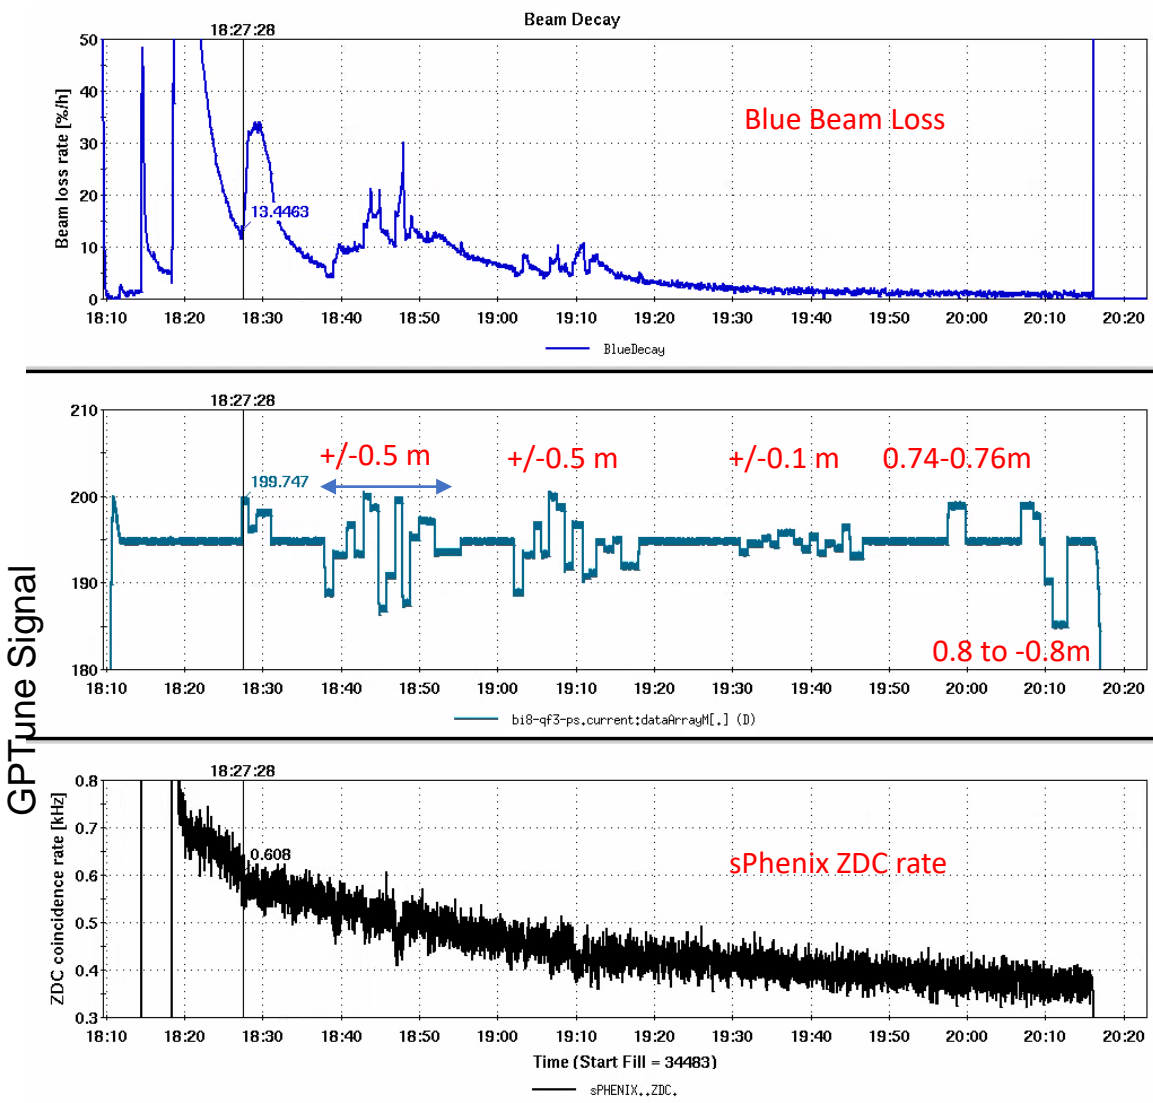 Beam Decay
18:27:28
50
40
30
20
10
0
Beam loss rate [%/h]
Blue Beam Loss
13.4463
18:10 18:20 18:30 18:40 18:50 19:00 19:10 19:20 19:30 19:40 19:50 20:00 20:10 20:20
BlueDecay
18:27:28
210
200
190
180
GPTune Signal
199.747
+/-0.5 m
+/-0.5 m
+/-0.1 m
0.74-0.76m
0.8 to -0.8m
18:10 18:20 18:30 18:40 18:50 19:00 19:10 19:20 19:30 19:40 19:50 20:00 20:10 20:20
bi8-qf3-ps.current:dataArrayM[.] (D)
18:27:28
0.8
0.7
0.6
0.5
0.4
0.3
ZDC coincidence rate [kHz]
0.608
sPhenix ZDC rate
18:10 18:20 18:30 18:40 18:50 19:00 19:10 19:20 19:30 19:40 19:50 20:00 20:10 20:20
Time (Start Fill = 34483)
sPHENIX..ZDC.